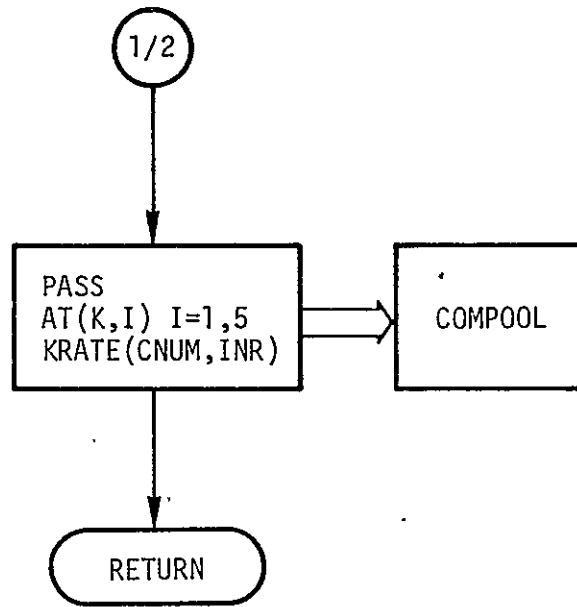 1/2
PASS
AT(K,I) I=1,5
KRATE(CNUM,INR)
COMPOOL
RETURN